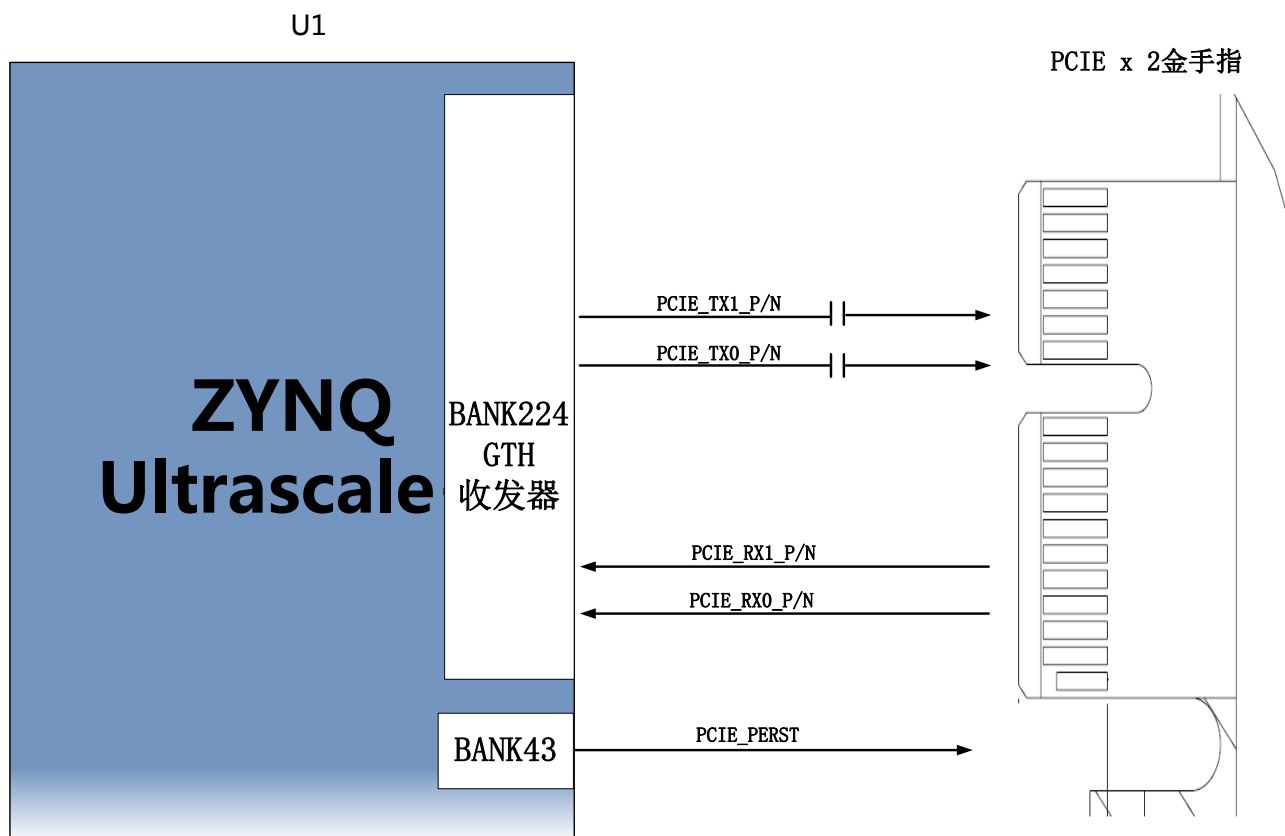 U1
PCIE x 2金手指
PCIE_TX1_P/N
PCIE_TX0_P/N
ZYNQ
Ultrascale
BANK224
GTH
收发器
PCIE_RX1_P/N
PCIE_RX0_P/N
BANK43
PCIE_PERST